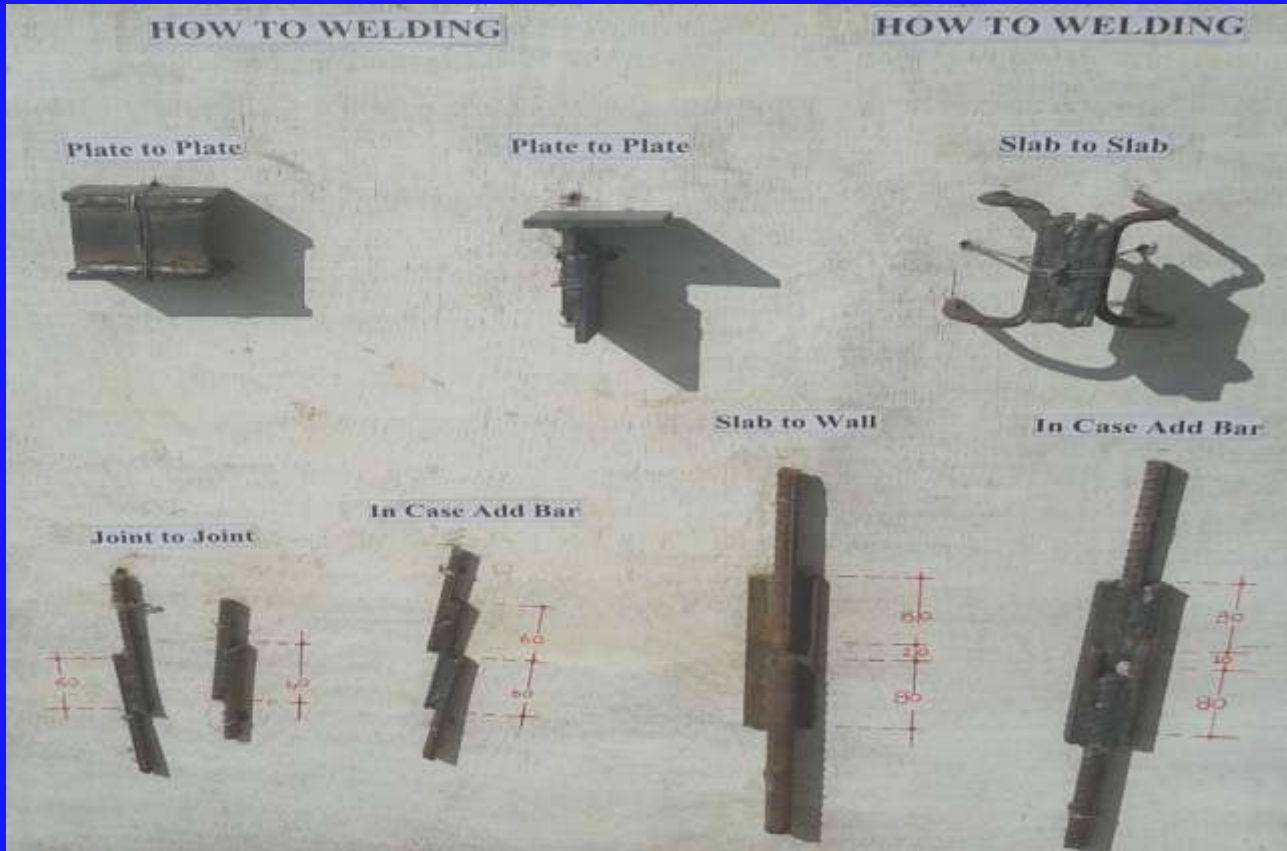 HOW TO WELDING
HOW TO WELDING
Plate to Plate
Plate to Plate
Slab to Slab
Slab to Wall
In Case Add Bar
In Case Add Bar
Joint to Joint
60
60
60
60
80
10
80
80
10
80